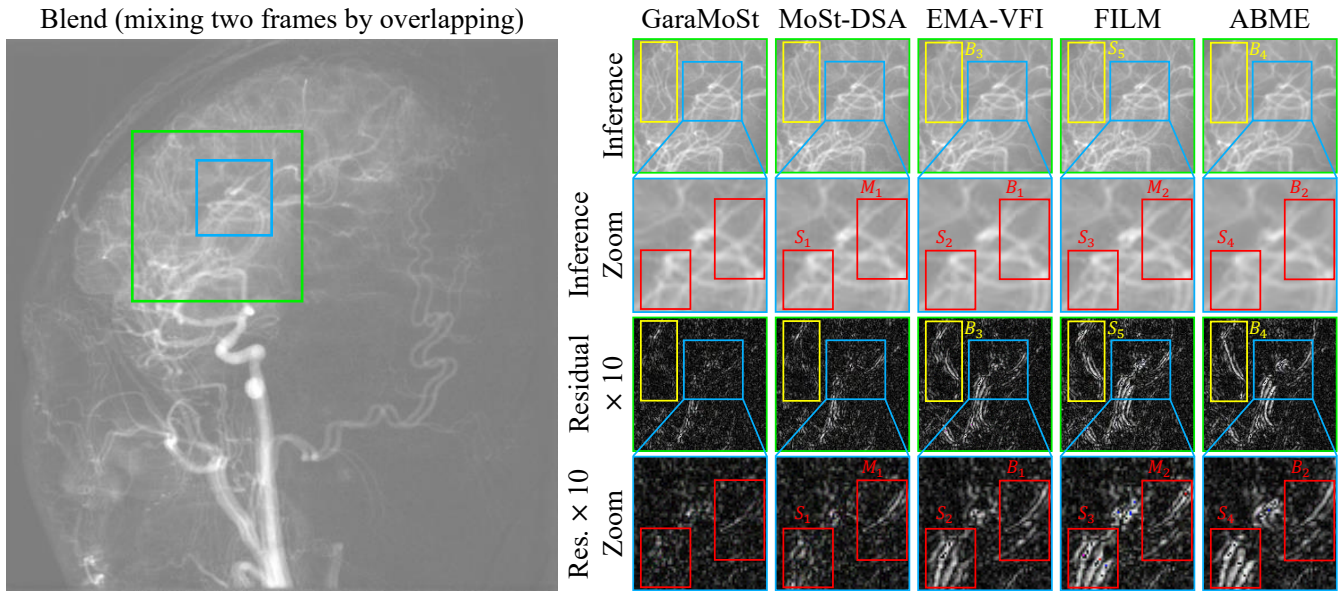 Blend (mixing two frames by overlapping)
GaraMoSt MoSt-DSA EMA-VFI FILM ABME
Inference
B₃ S₅ B₄
Inference
Zoom
M₁ B₁ M₂ B₂
S₁ S₂ S₃ S₄
Residual
× 10
B₃ S₅ B₄
Res. × 10
Zoom
M₁ B₁ M₂ B₂
S₁ S₂ S₃ S₄